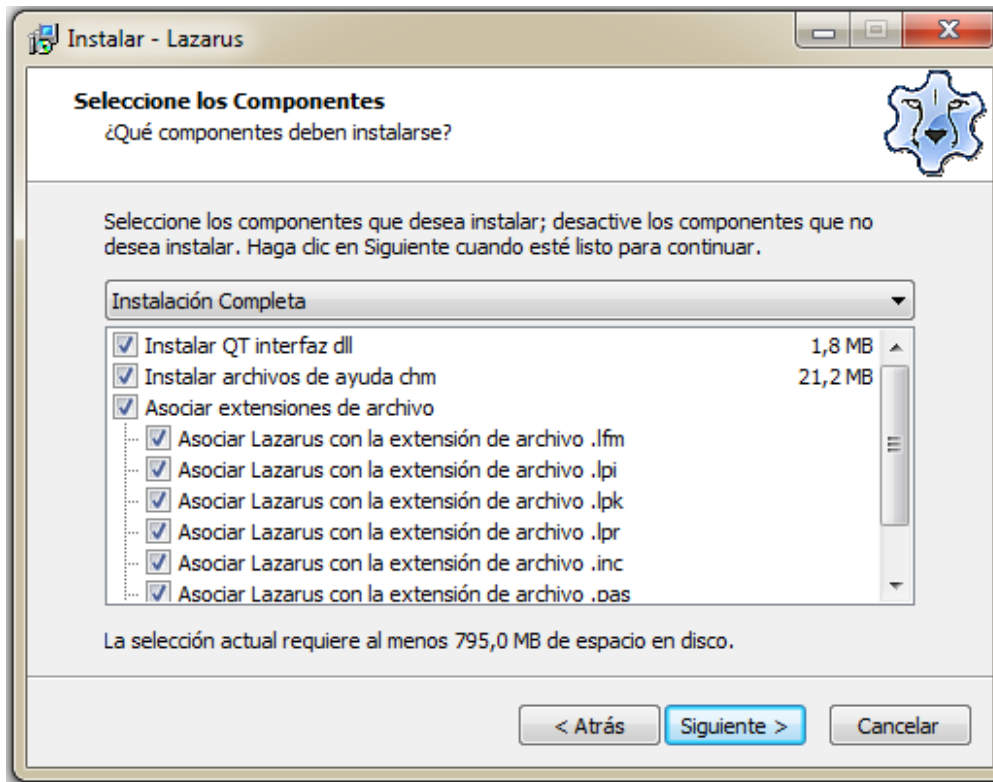 Instalar - Lazarus
Seleccione los Componentes
¿Qué componentes deben instalarse?
Seleccione los componentes que desea instalar; desactive los componentes que no
desea instalar. Haga clic en Siguiente cuando esté listo para continuar.
Instalación Completa
Instalar QT interfaz dll 1,8 MB
Instalar archivos de ayuda chm 21,2 MB
Asociar extensiones de archivo
Asociar Lazarus con la extensión de archivo .lfm
Asociar Lazarus con la extensión de archivo .lpi
Asociar Lazarus con la extensión de archivo .lpk
Asociar Lazarus con la extensión de archivo .lpr
Asociar Lazarus con la extensión de archivo .inc
Asociar Lazarus con la extensión de archivo .pas
La selección actual requiere al menos 795,0 MB de espacio en disco.
< Atrás Siguiente > Cancelar